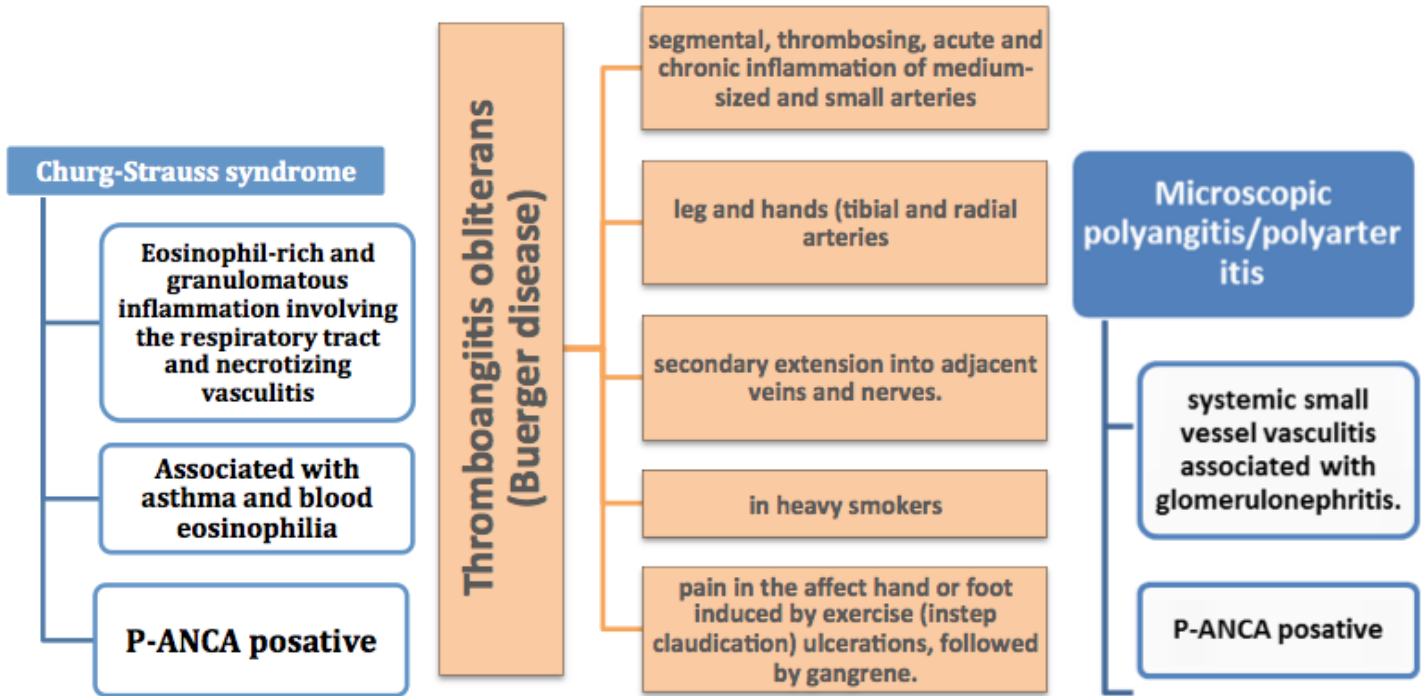 Churg-Strauss syndrome
Eosinophil-rich and
granulomatous
inflammation involving
the respiratory tract
and necrotizing
vasculitis
Associated with
asthma and blood
eosinophilia
P-ANCA posative
Thromboangiitis obliterans
(Buerger disease)
segmental, thrombosing, acute and
chronic inflammation of medium-
sized and small arteries
leg and hands (tibial and radial
arteries
secondary extension into adjacent
veins and nerves.
in heavy smokers
pain in the affect hand or foot
induced by exercise (instep
claudication) ulcerations, followed
by gangrene.
Microscopic
polyangitis/polyarter
itis
systemic small
vessel vasculitis
associated with
glomerulonephritis.
P-ANCA posative